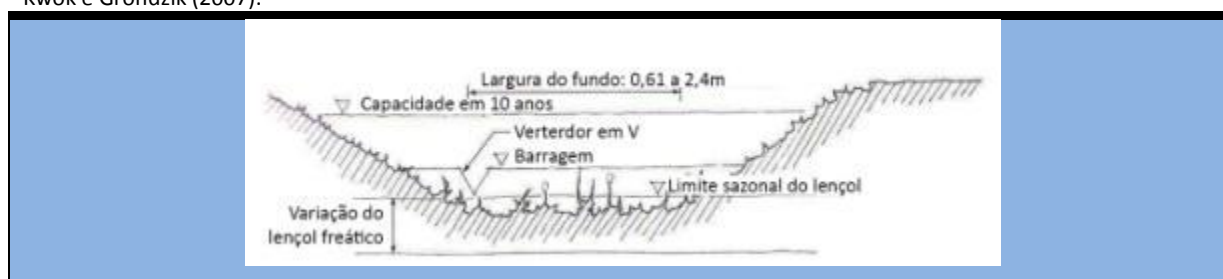 Kwok e Grondzik (2007).
Largura do fundo: 0,61 a 2,4m
Capacidade em 10 anos
Verterdor em V
Barragem
Limite sazonal do lençol
Variação do
lençol freático